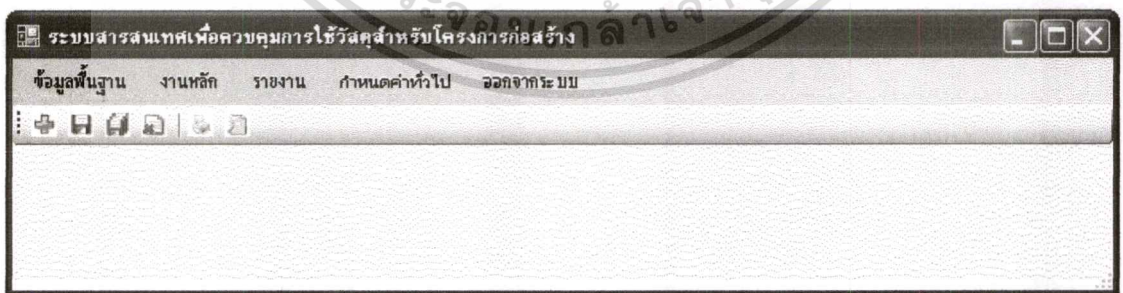 ระบบสารสนเทศเพื่อควบคุมการใช้วัสดุสำหรับโครงการก่อสร้าง
ข้อมูลพื้นฐาน งานหลัก รายงาน กำหนดค่าทั่วไป ออกจากระบบ